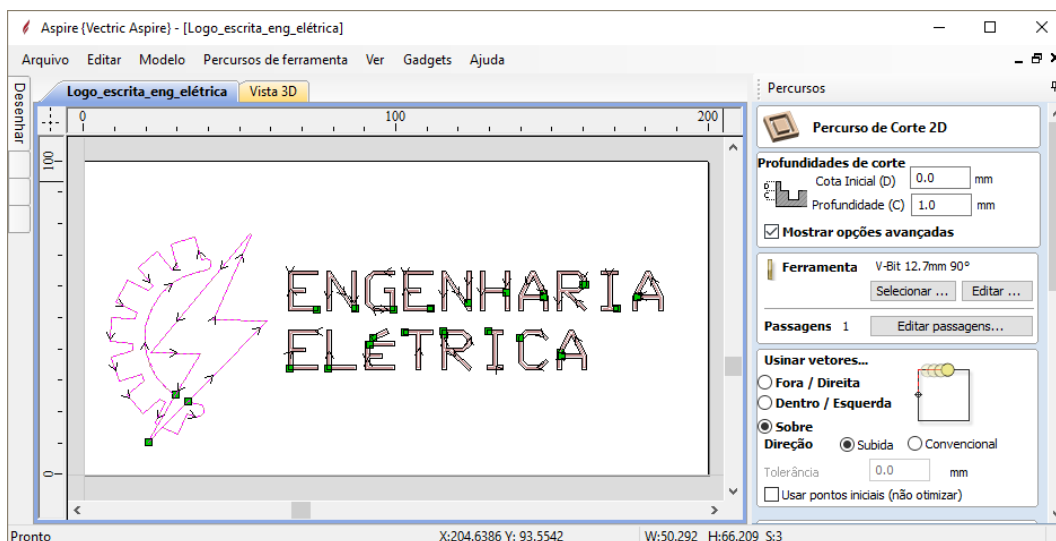 Aspire {Vectric Aspire} - [Logo_escrita_eng_elétrica]
Arquivo Editar Modelo Percursos de ferramenta Ver Gadgets Ajuda
Desenhar
Logo_escrita_eng_elétrica Vista 3D
0 100 200
100
0
ENGENHARIA
ELÉTRICA
Percursos
Percurso de Corte 2D
Profundidades de corte
Cota Inicial (D) 0.0 mm
Profundidade (C) 1.0 mm
Mostrar opções avançadas
Ferramenta V-Bit 12.7mm 90°
Selecionar ... Editar ...
Passagens 1 Editar passagens...
Usinar vetores...
Fora / Direita
Dentro / Esquerda
Sobre
Direção Subida Convencional
Tolerância 0.0 mm
Usar pontos iniciais (não otimizar)
Pronto X:204.6386 Y: 93.5542 W:50.292 H:66.209 S:3